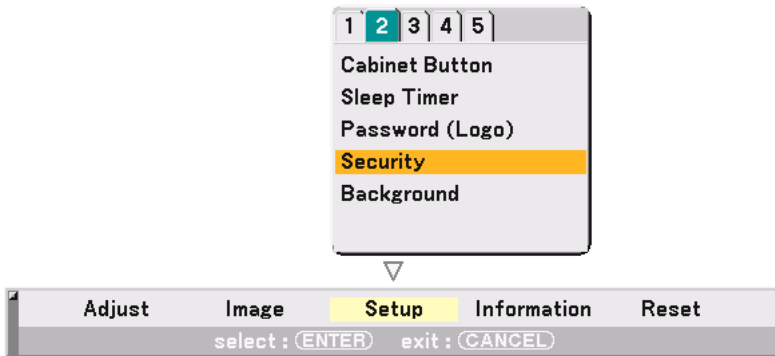 1 2 3 4 5
Cabinet Button
Sleep Timer
Password (Logo)
Security
Background
Adjust Image Setup Information Reset
select : ENTER exit : CANCEL